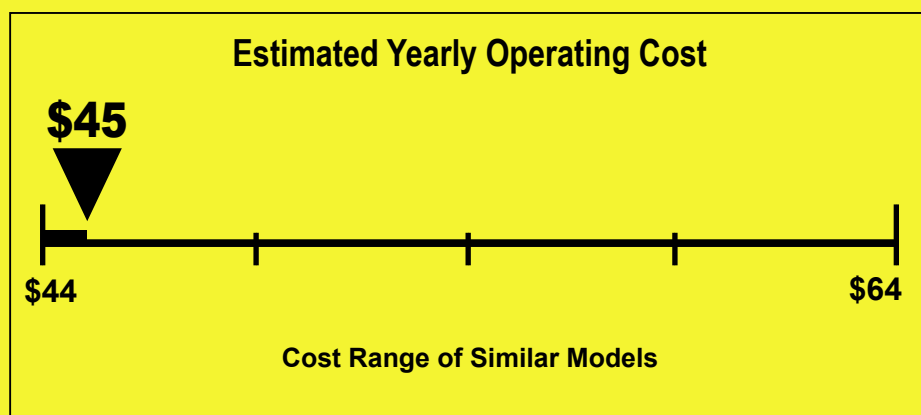 Estimated Yearly Operating Cost
$45
$44
$64
Cost Range of Similar Models